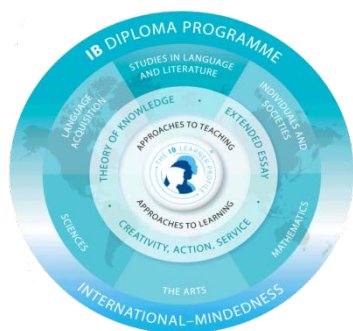 IB DIPLOMA PROGRAMME
STUDIES IN LANGUAGE
AND LITERATURE
LANGUAGE
ACQUISITION
INDIVIDUALS AND
SOCIETIES
THEORY OF KNOWLEDGE
EXTENDED ESSAY
APPROACHES TO TEACHING
THE IB LEARNER PROFILE
APPROACHES TO LEARNING
CREATIVITY, ACTION, SERVICE
SCIENCES
MATHEMATICS
THE ARTS
INTERNATIONAL-MINDEDNESS